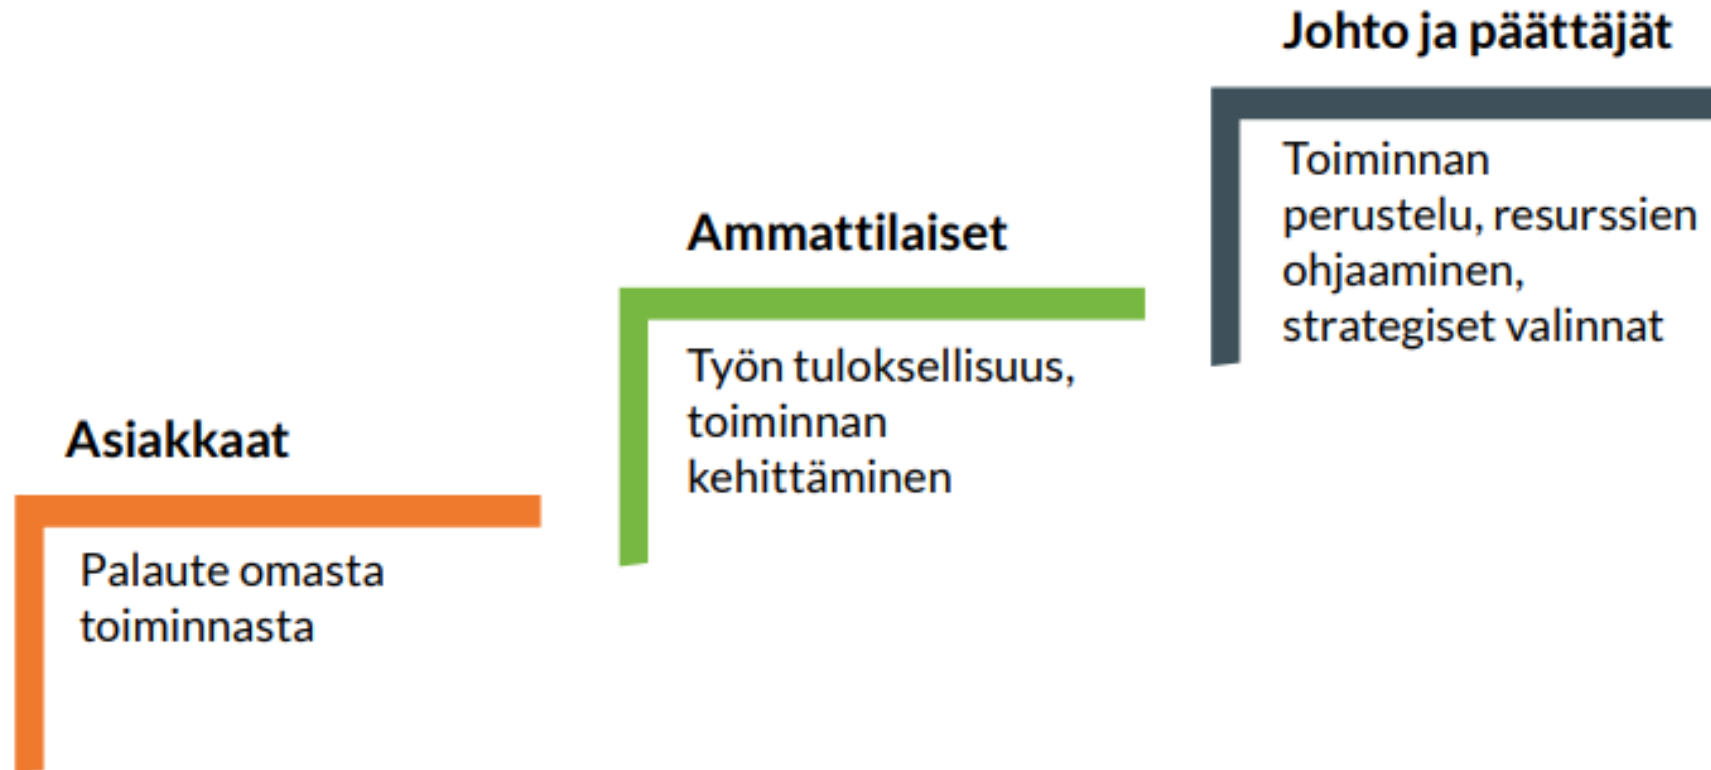 Johto ja päättäjät
Toiminnan
perustelu, resurssien
ohjaaminen,
strategiset valinnat
Ammattilaiset
Työn tuloksellisuus,
toiminnan
kehittäminen
Asiakkaat
Palaute omasta
toiminnasta